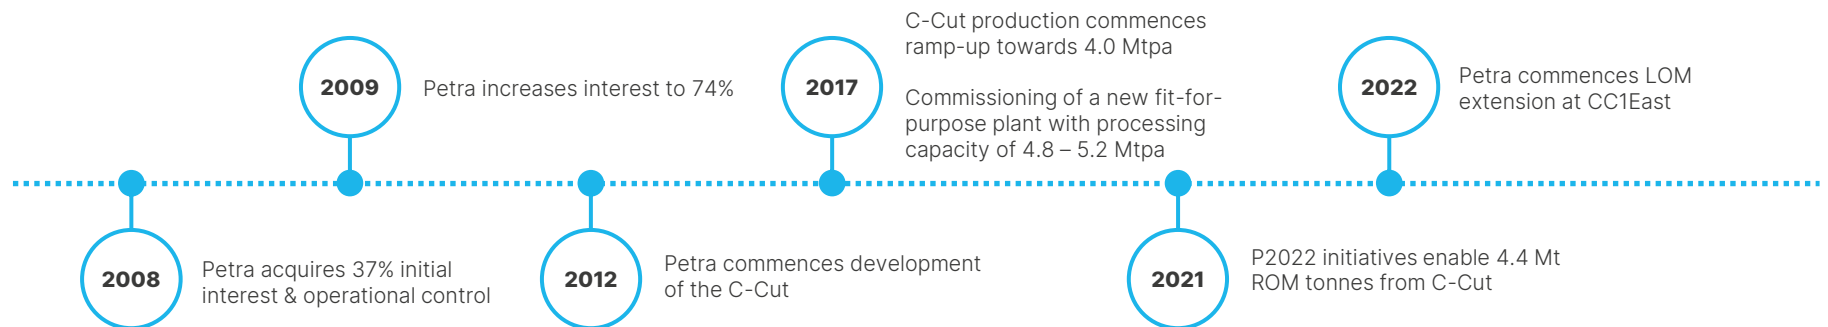 2008
Petra acquires 37% initial
interest & operational control
2009
Petra increases interest to 74%
2012
Petra commences development
of the C-Cut
2017
C-Cut production commences
ramp-up towards 4.0 Mtpa
Commissioning of a new fit-for-
purpose plant with processing
capacity of 4.8 – 5.2 Mtpa
2021
P2022 initiatives enable 4.4 Mt
ROM tonnes from C-Cut
2022
Petra commences LOM
extension at CC1East